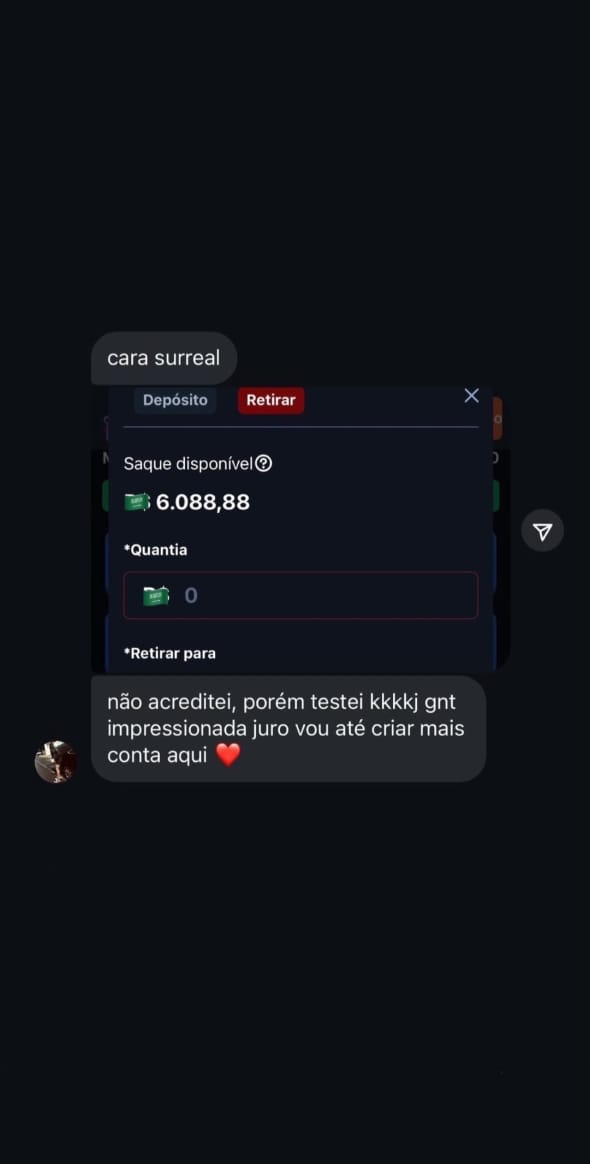 cara surreal
Depósito Retirar
Saque disponível
6.088,88
*Quantia
0
*Retirar para
não acreditei, porém testei kkkkj gnt
impressionada juro vou até criar mais
conta aqui ❤️